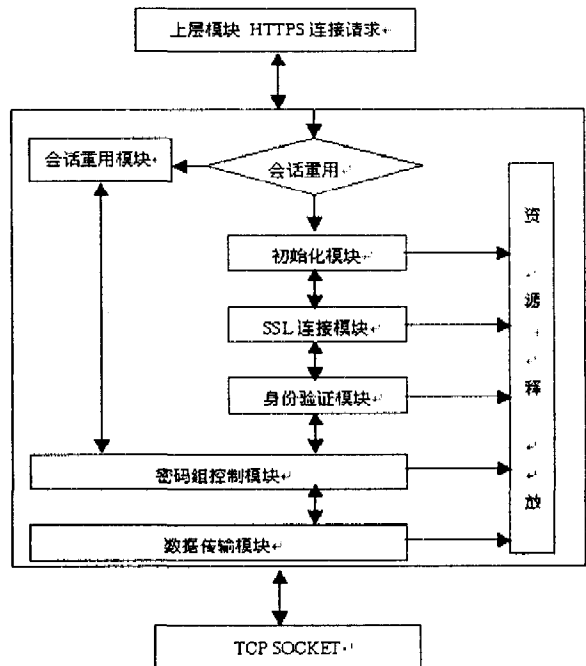 上层模块 HTTPS 连接请求
会话重用模块
会话重用
初始化模块
SSL 连接模块
身份验证模块
密码组控制模块
数据传输模块
资
源
释
放
TCP SOCKET